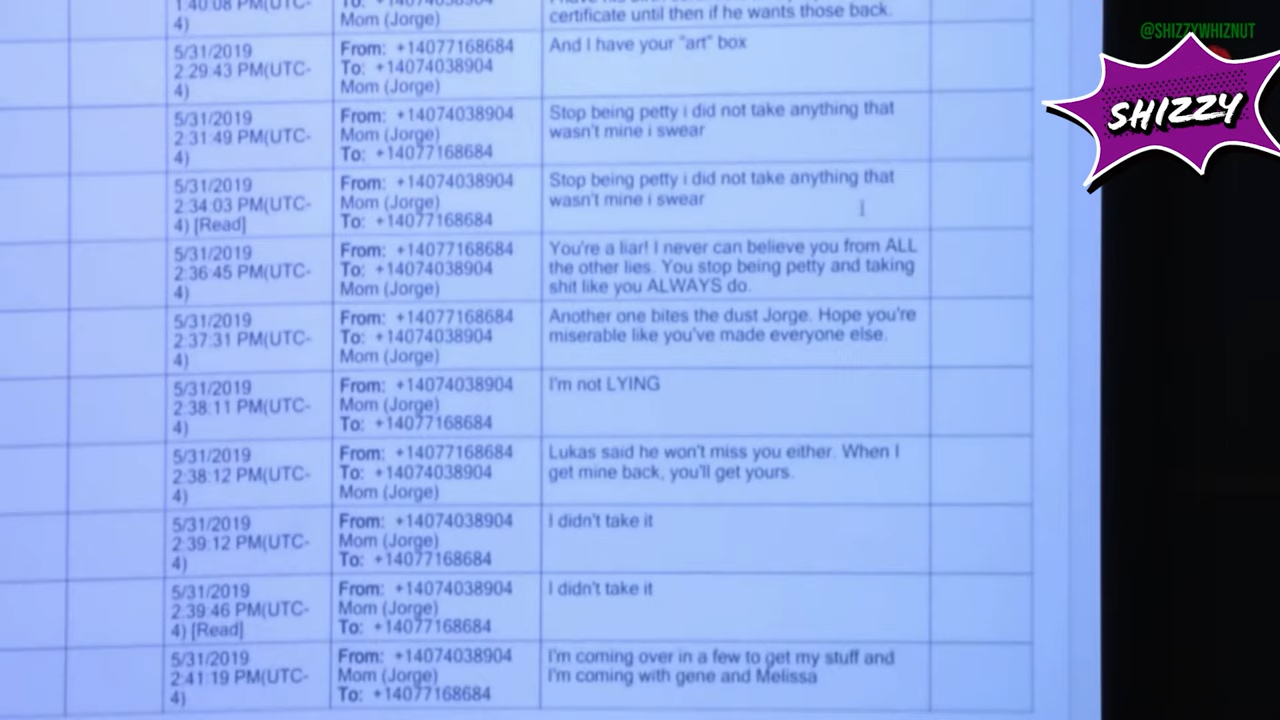 @SHIZZYWHIZNUT
SHIZZY
1:40:08 PM(UTC-
4)
Mom (Jorge)
certificate until then if he wants those back.
5/31/2019
2:29:43 PM(UTC-
4)
From: +14077168684
To: +14074038904
Mom (Jorge)
And I have your "art" box
5/31/2019
2:31:49 PM(UTC-
4)
From: +14074038904
Mom (Jorge)
To: +14077168684
Stop being petty i did not take anything that
wasn't mine i swear
5/31/2019
2:34:03 PM(UTC-
4) [Read]
From: +14074038904
Mom (Jorge)
To: +14077168684
Stop being petty i did not take anything that
wasn't mine i swear
5/31/2019
2:36:45 PM(UTC-
4)
From: +14077168684
To: +14074038904
Mom (Jorge)
You're a liar! I never can believe you from ALL
the other lies. You stop being petty and taking
shit like you ALWAYS do.
5/31/2019
2:37:31 PM(UTC-
4)
From: +14077168684
To: +14074038904
Mom (Jorge)
Another one bites the dust Jorge. Hope you're
miserable like you've made everyone else.
5/31/2019
2:38:11 PM(UTC-
4)
From: +14074038904
Mom (Jorge)
To: +14077168684
I'm not LYING
5/31/2019
2:38:12 PM(UTC-
4)
From: +14077168684
To: +14074038904
Mom (Jorge)
Lukas said he won't miss you either. When I
get mine back, you'll get yours.
5/31/2019
2:39:12 PM(UTC-
4)
From: +14074038904
Mom (Jorge)
To: +14077168684
I didn't take it
5/31/2019
2:39:46 PM(UTC-
4) [Read]
From: +14074038904
Mom (Jorge)
To: +14077168684
I didn't take it
5/31/2019
2:41:19 PM(UTC-
4)
From: +14074038904
Mom (Jorge)
To: +14077168684
I'm coming over in a few to get my stuff and
I'm coming with gene and Melissa